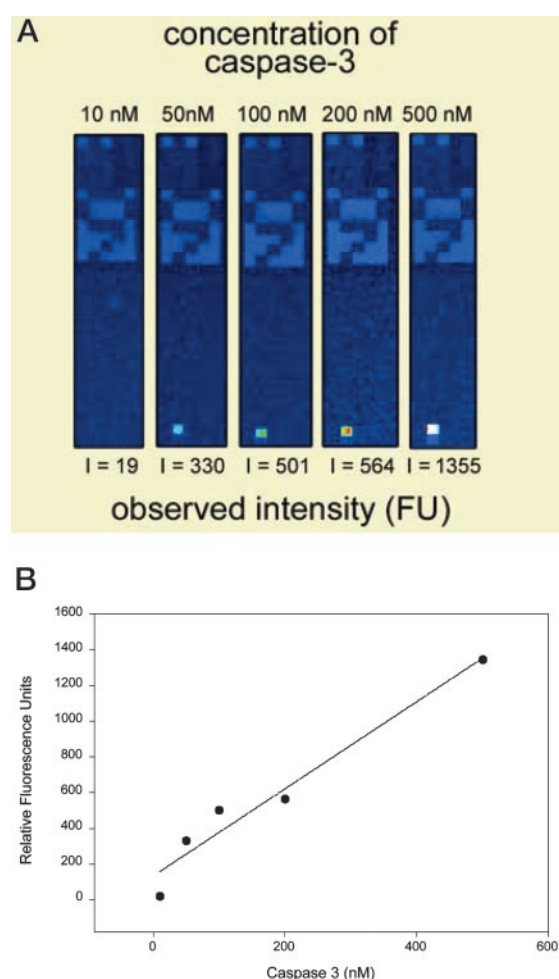 A
concentration of
caspase-3
10 nM 50nM 100 nM 200 nM 500 nM
I = 19 I = 330 I = 501 I = 564 I = 1355
observed intensity (FU)
B
1600
1400
1200
1000
800
600
400
200
0
Relative Fluorescence Units
0 200 400 600
Caspase 3 (nM)